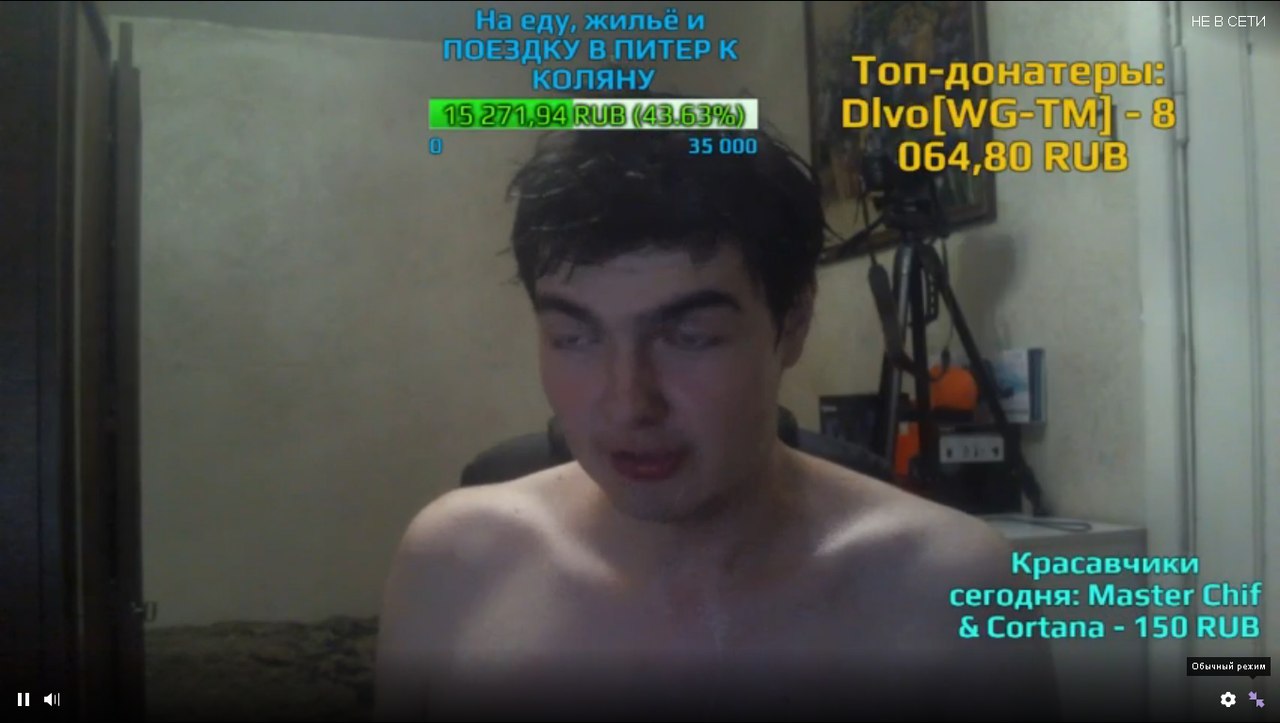 НЕ В СЕТИ
На еду, жильё и
ПОЕЗДКУ В ПИТЕР К
КОЛЯНУ
15 271,94 RUB (43.63%)
0 35 000
Топ-донатеры:
Dlvo[WG-TM] - 8
064,80 RUB
Красавчики
сегодня: Master Chif
& Cortana - 150 RUB
Обычный режим